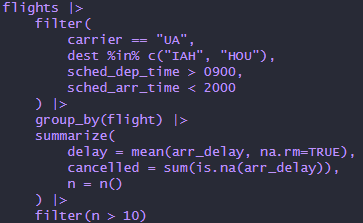 flights |>
    filter(
        carrier == "UA",
        dest %in% c("IAH", "HOU"),
        sched_dep_time > 0900,
        sched_arr_time < 2000
    ) |>
    group_by(flight) |>
    summarize(
        delay = mean(arr_delay, na.rm=TRUE),
        cancelled = sum(is.na(arr_delay)),
        n = n()
    ) |>
    filter(n > 10)